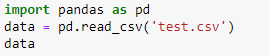 import pandas as pd
data = pd.read_csv('test.csv')
data